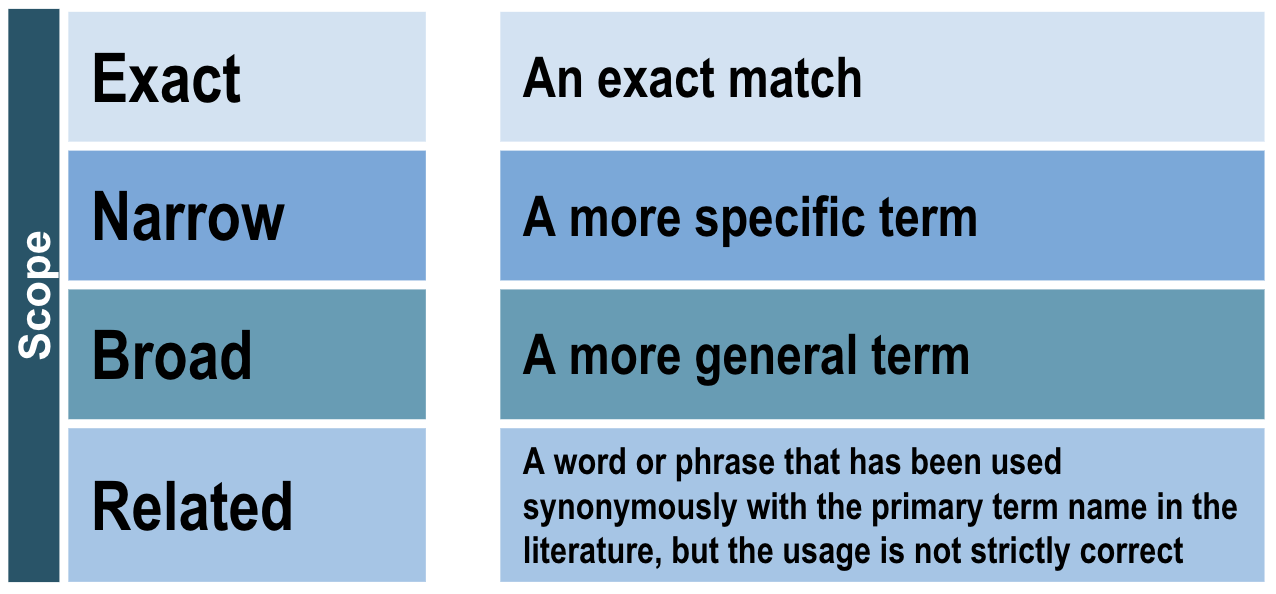 Scope
Exact
An exact match
Narrow
A more specific term
Broad
A more general term
Related
A word or phrase that has been used
synonymously with the primary term name in the
literature, but the usage is not strictly correct